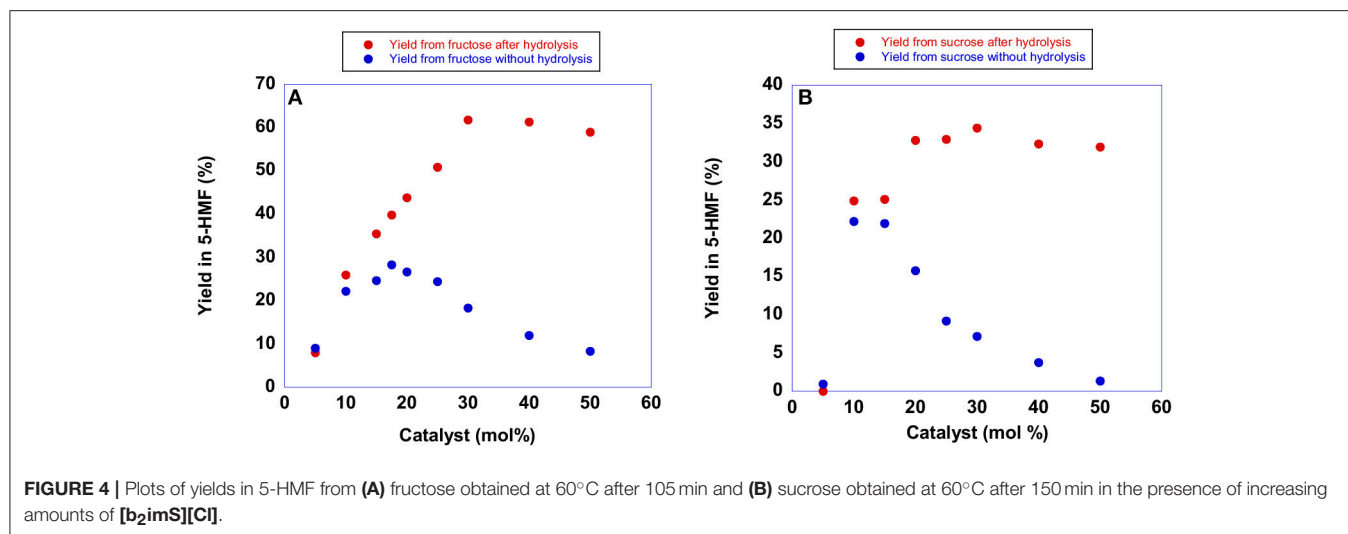 Yield from fructose after hydrolysis
Yield from fructose without hydrolysis
A
70
60
50
40
30
20
10
0
0 10 20 30 40 50 60
Yield in 5-HMF (%)
Catalyst (mol%)
Yield from sucrose after hydrolysis
Yield from sucrose without hydrolysis
B
40
35
30
25
20
15
10
5
0
0 10 20 30 40 50 60
Yield in 5-HMF (%)
Catalyst (mol %)
FIGURE 4 | Plots of yields in 5-HMF from (A) fructose obtained at 60°C after 105 min and (B) sucrose obtained at 60°C after 150 min in the presence of increasing
amounts of [b₂imS][Cl].